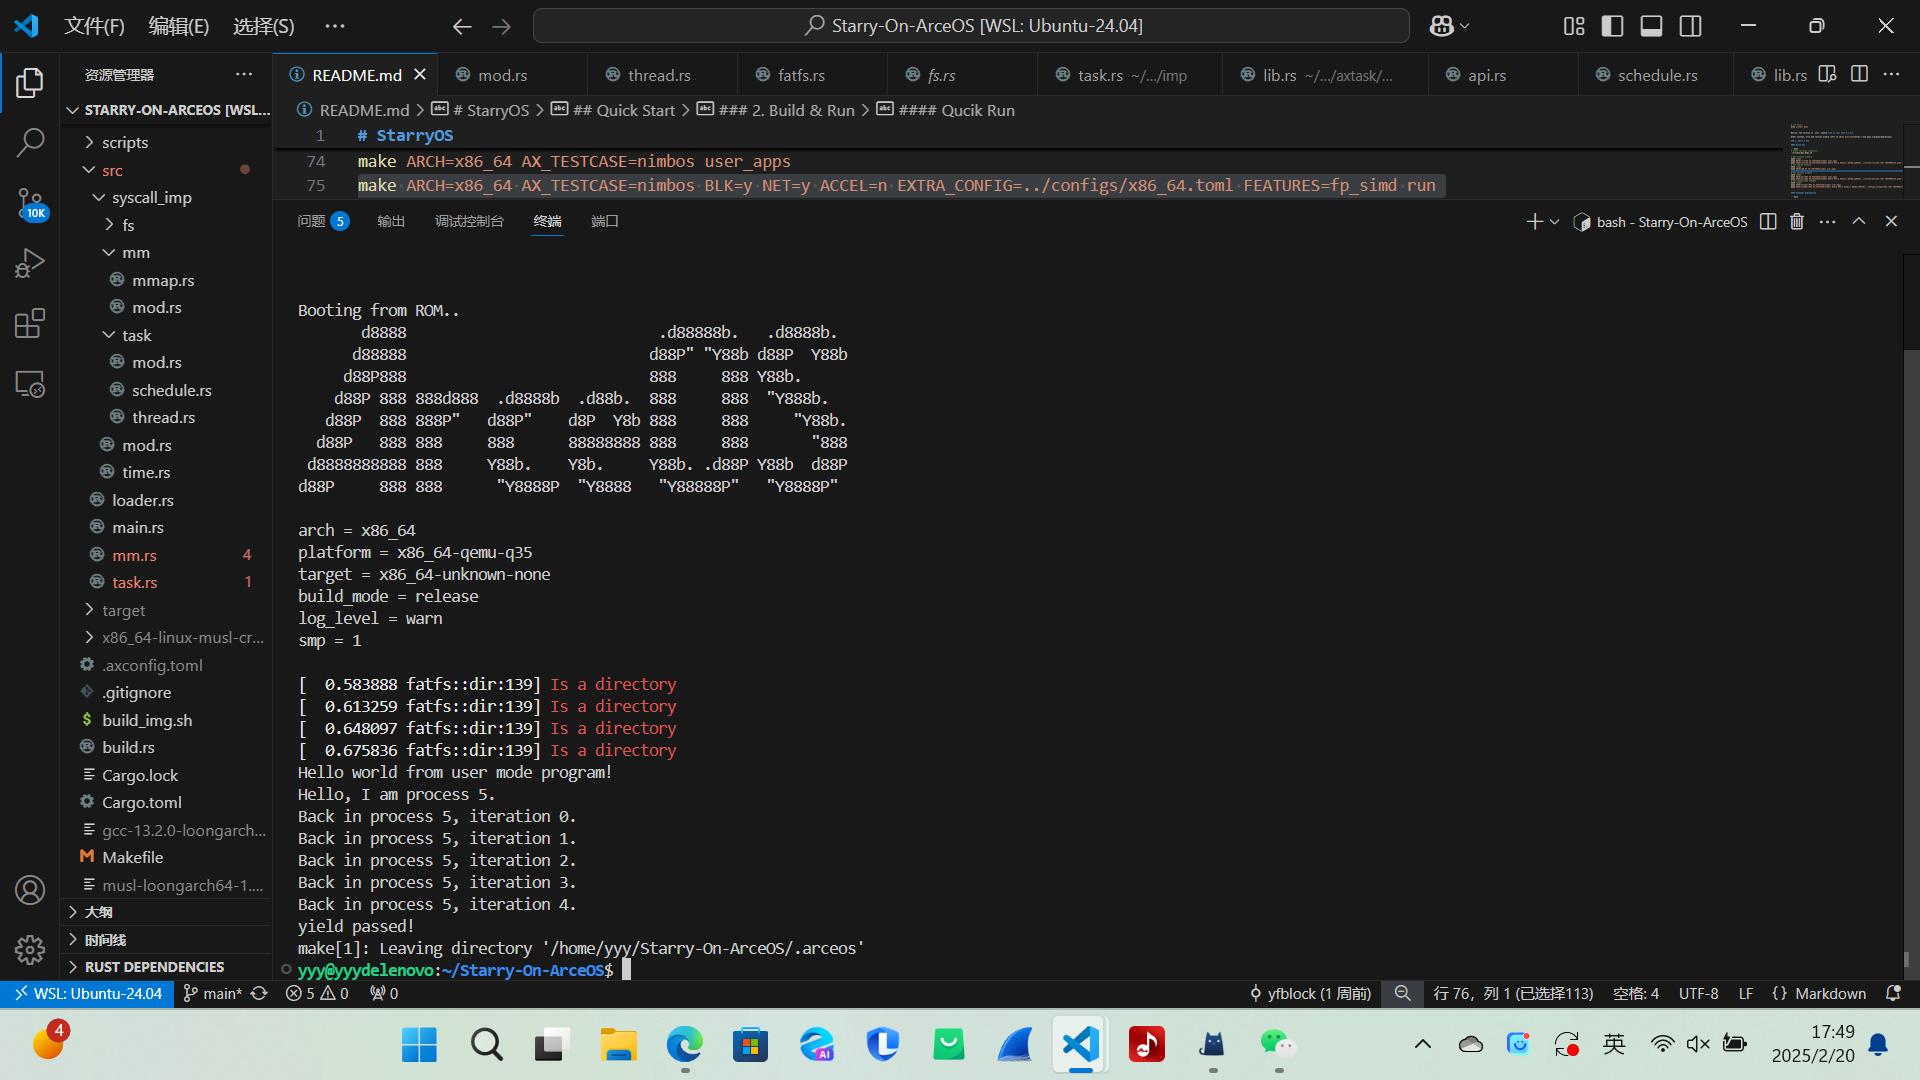 文件(F) 编辑(E) 选择(S) ··· Starry-On-ArceOS [WSL: Ubuntu-24.04]
资源管理器 ···
README.md mod.rs thread.rs fatfs.rs fs.rs task.rs ~/.../imp lib.rs ~/.../axtask/... api.rs schedule.rs lib.rs ···
STARRY-ON-ARCEOS [WSL...
README.md > # StarryOS > ## Quick Start > ### 2. Build & Run > #### Qucik Run
1 # StarryOS
74 make ARCH=x86_64 AX_TESTCASE=nimbos user_apps
75 make ARCH=x86_64 AX_TESTCASE=nimbos BLK=y NET=y ACCEL=n EXTRA_CONFIG=../configs/x86_64.toml FEATURES=fp_simd run
scripts
src
syscall_imp
fs
mm
mmap.rs
mod.rs
task
mod.rs
schedule.rs
thread.rs
mod.rs
time.rs
loader.rs
main.rs
mm.rs 4
task.rs 1
target
x86_64-linux-musl-cr...
.axconfig.toml
.gitignore
build_img.sh
build.rs
Cargo.lock
Cargo.toml
gcc-13.2.0-loongarch...
Makefile
musl-loongarch64-1....
大纲
时间线
RUST DEPENDENCIES
10K
问题 5 输出 调试控制台 终端 端口 bash - Starry-On-ArceOS ···
Booting from ROM..
       d8888                            .d88888b.   .d8888b.
      d88888                           d88P" "Y88b d88P  Y88b
     d88P888                           888     888 Y88b.
    d88P 888 888d888  .d8888b  .d88b.  888     888  "Y888b.
   d88P  888 888P"   d88P"    d8P  Y8b 888     888     "Y88b.
  d88P   888 888     888      88888888 888     888       "888
 d8888888888 888     Y88b.    Y8b.     Y88b. .d88P Y88b  d88P
d88P     888 888      "Y8888P  "Y8888   "Y88888P"   "Y8888P"
arch = x86_64
platform = x86_64-qemu-q35
target = x86_64-unknown-none
build_mode = release
log_level = warn
smp = 1
[  0.583888 fatfs::dir:139] Is a directory
[  0.613259 fatfs::dir:139] Is a directory
[  0.648097 fatfs::dir:139] Is a directory
[  0.675836 fatfs::dir:139] Is a directory
Hello world from user mode program!
Hello, I am process 5.
Back in process 5, iteration 0.
Back in process 5, iteration 1.
Back in process 5, iteration 2.
Back in process 5, iteration 3.
Back in process 5, iteration 4.
yield passed!
make[1]: Leaving directory '/home/yyy/Starry-On-ArceOS/.arceos'
yyy@yyydelenovo:~/Starry-On-ArceOS$
WSL: Ubuntu-24.04 main* 5 0 0 yfblock (1 周前) 行 76, 列 1 (已选择113) 空格: 4 UTF-8 LF {} Markdown
4 AI 英 17:49
2025/2/20